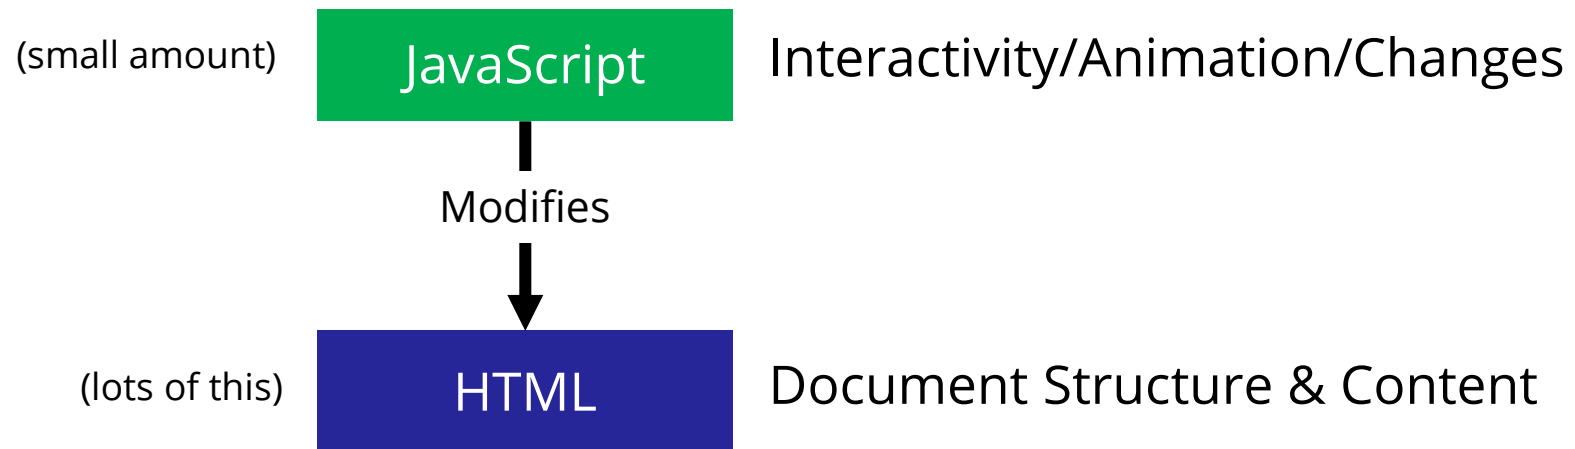 (small amount)
JavaScript
Interactivity/Animation/Changes
Modifies
(lots of this)
HTML
Document Structure & Content